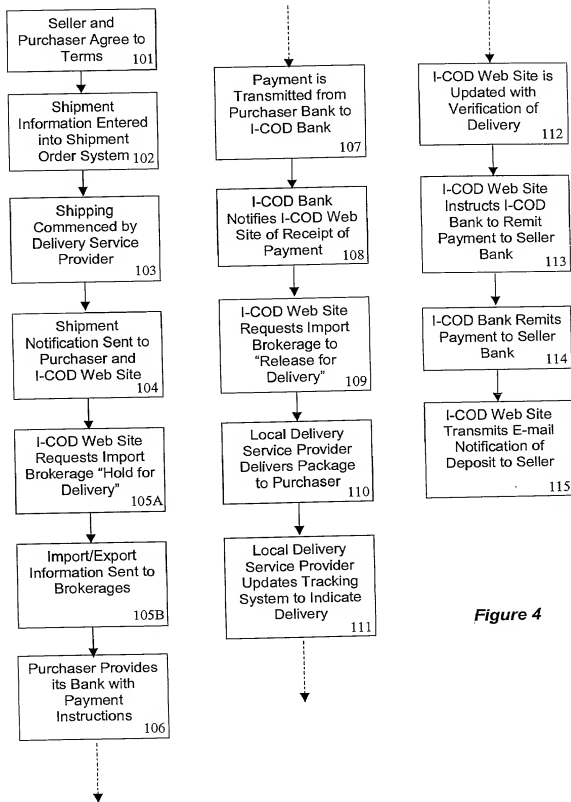 Seller and
Purchaser Agree to
Terms
101
Shipment
Information Entered
into Shipment
Order System
102
Shipping
Commenced by
Delivery Service
Provider
103
Shipment
Notification Sent to
Purchaser and
I-COD Web Site
104
I-COD Web Site
Requests Import
Brokerage "Hold for
Delivery"
105A
Import/Export
Information Sent to
Brokerages
105B
Purchaser Provides
its Bank with
Payment
Instructions
106
Payment is
Transmitted from
Purchaser Bank to
I-COD Bank
107
I-COD Bank
Notifies I-COD Web
Site of Receipt of
Payment
108
I-COD Web Site
Requests Import
Brokerage to
"Release for
Delivery"
109
Local Delivery
Service Provider
Delivers Package
to Purchaser
110
Local Delivery
Service Provider
Updates Tracking
System to Indicate
Delivery
111
I-COD Web Site is
Updated with
Verification of
Delivery
112
I-COD Web Site
Instructs I-COD
Bank to Remit
Payment to Seller
Bank
113
I-COD Bank Remits
Payment to Seller
Bank
114
I-COD Web Site
Transmits E-mail
Notification of
Deposit to Seller
115
Figure 4